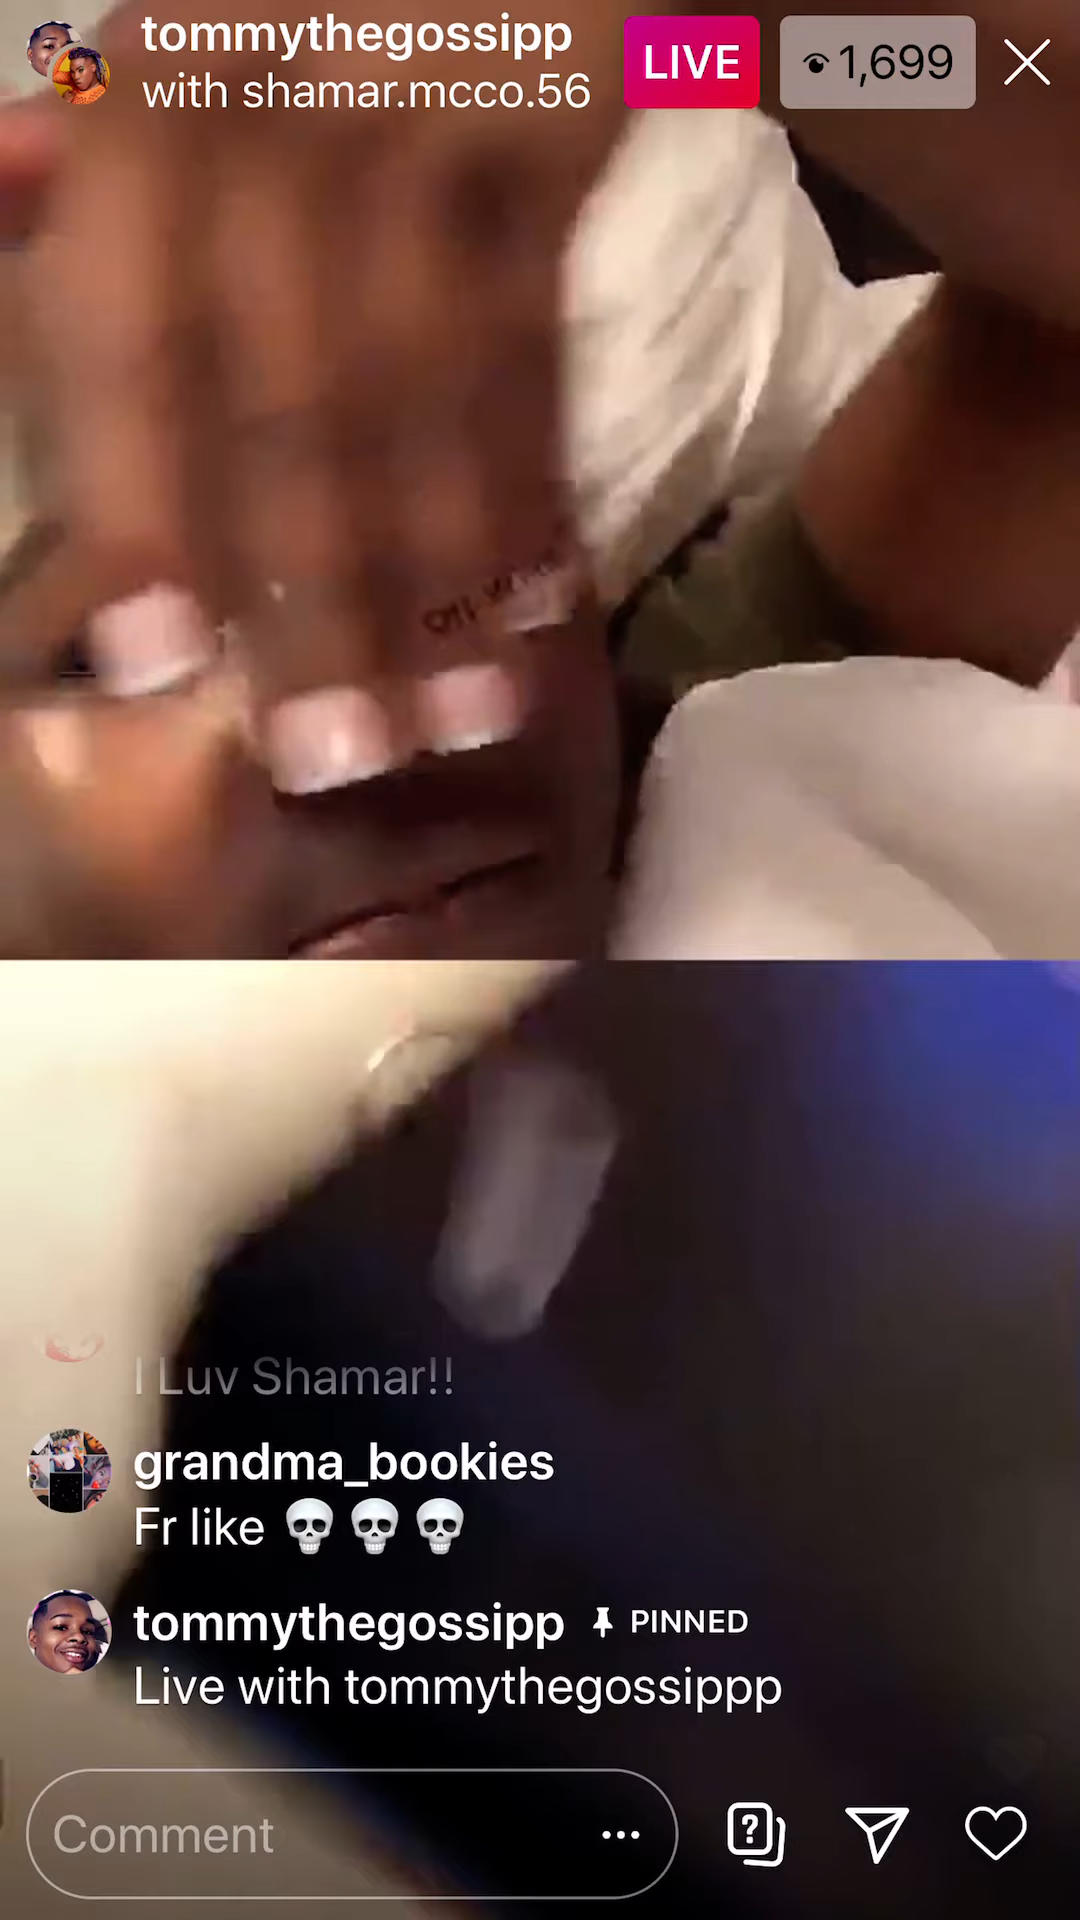 tommythegossipp
with shamar.mcco.56
LIVE
1,699
I Luv Shamar!!
grandma_bookies
Fr like 💀💀💀
tommythegossipp PINNED
Live with tommythegossippp
Comment